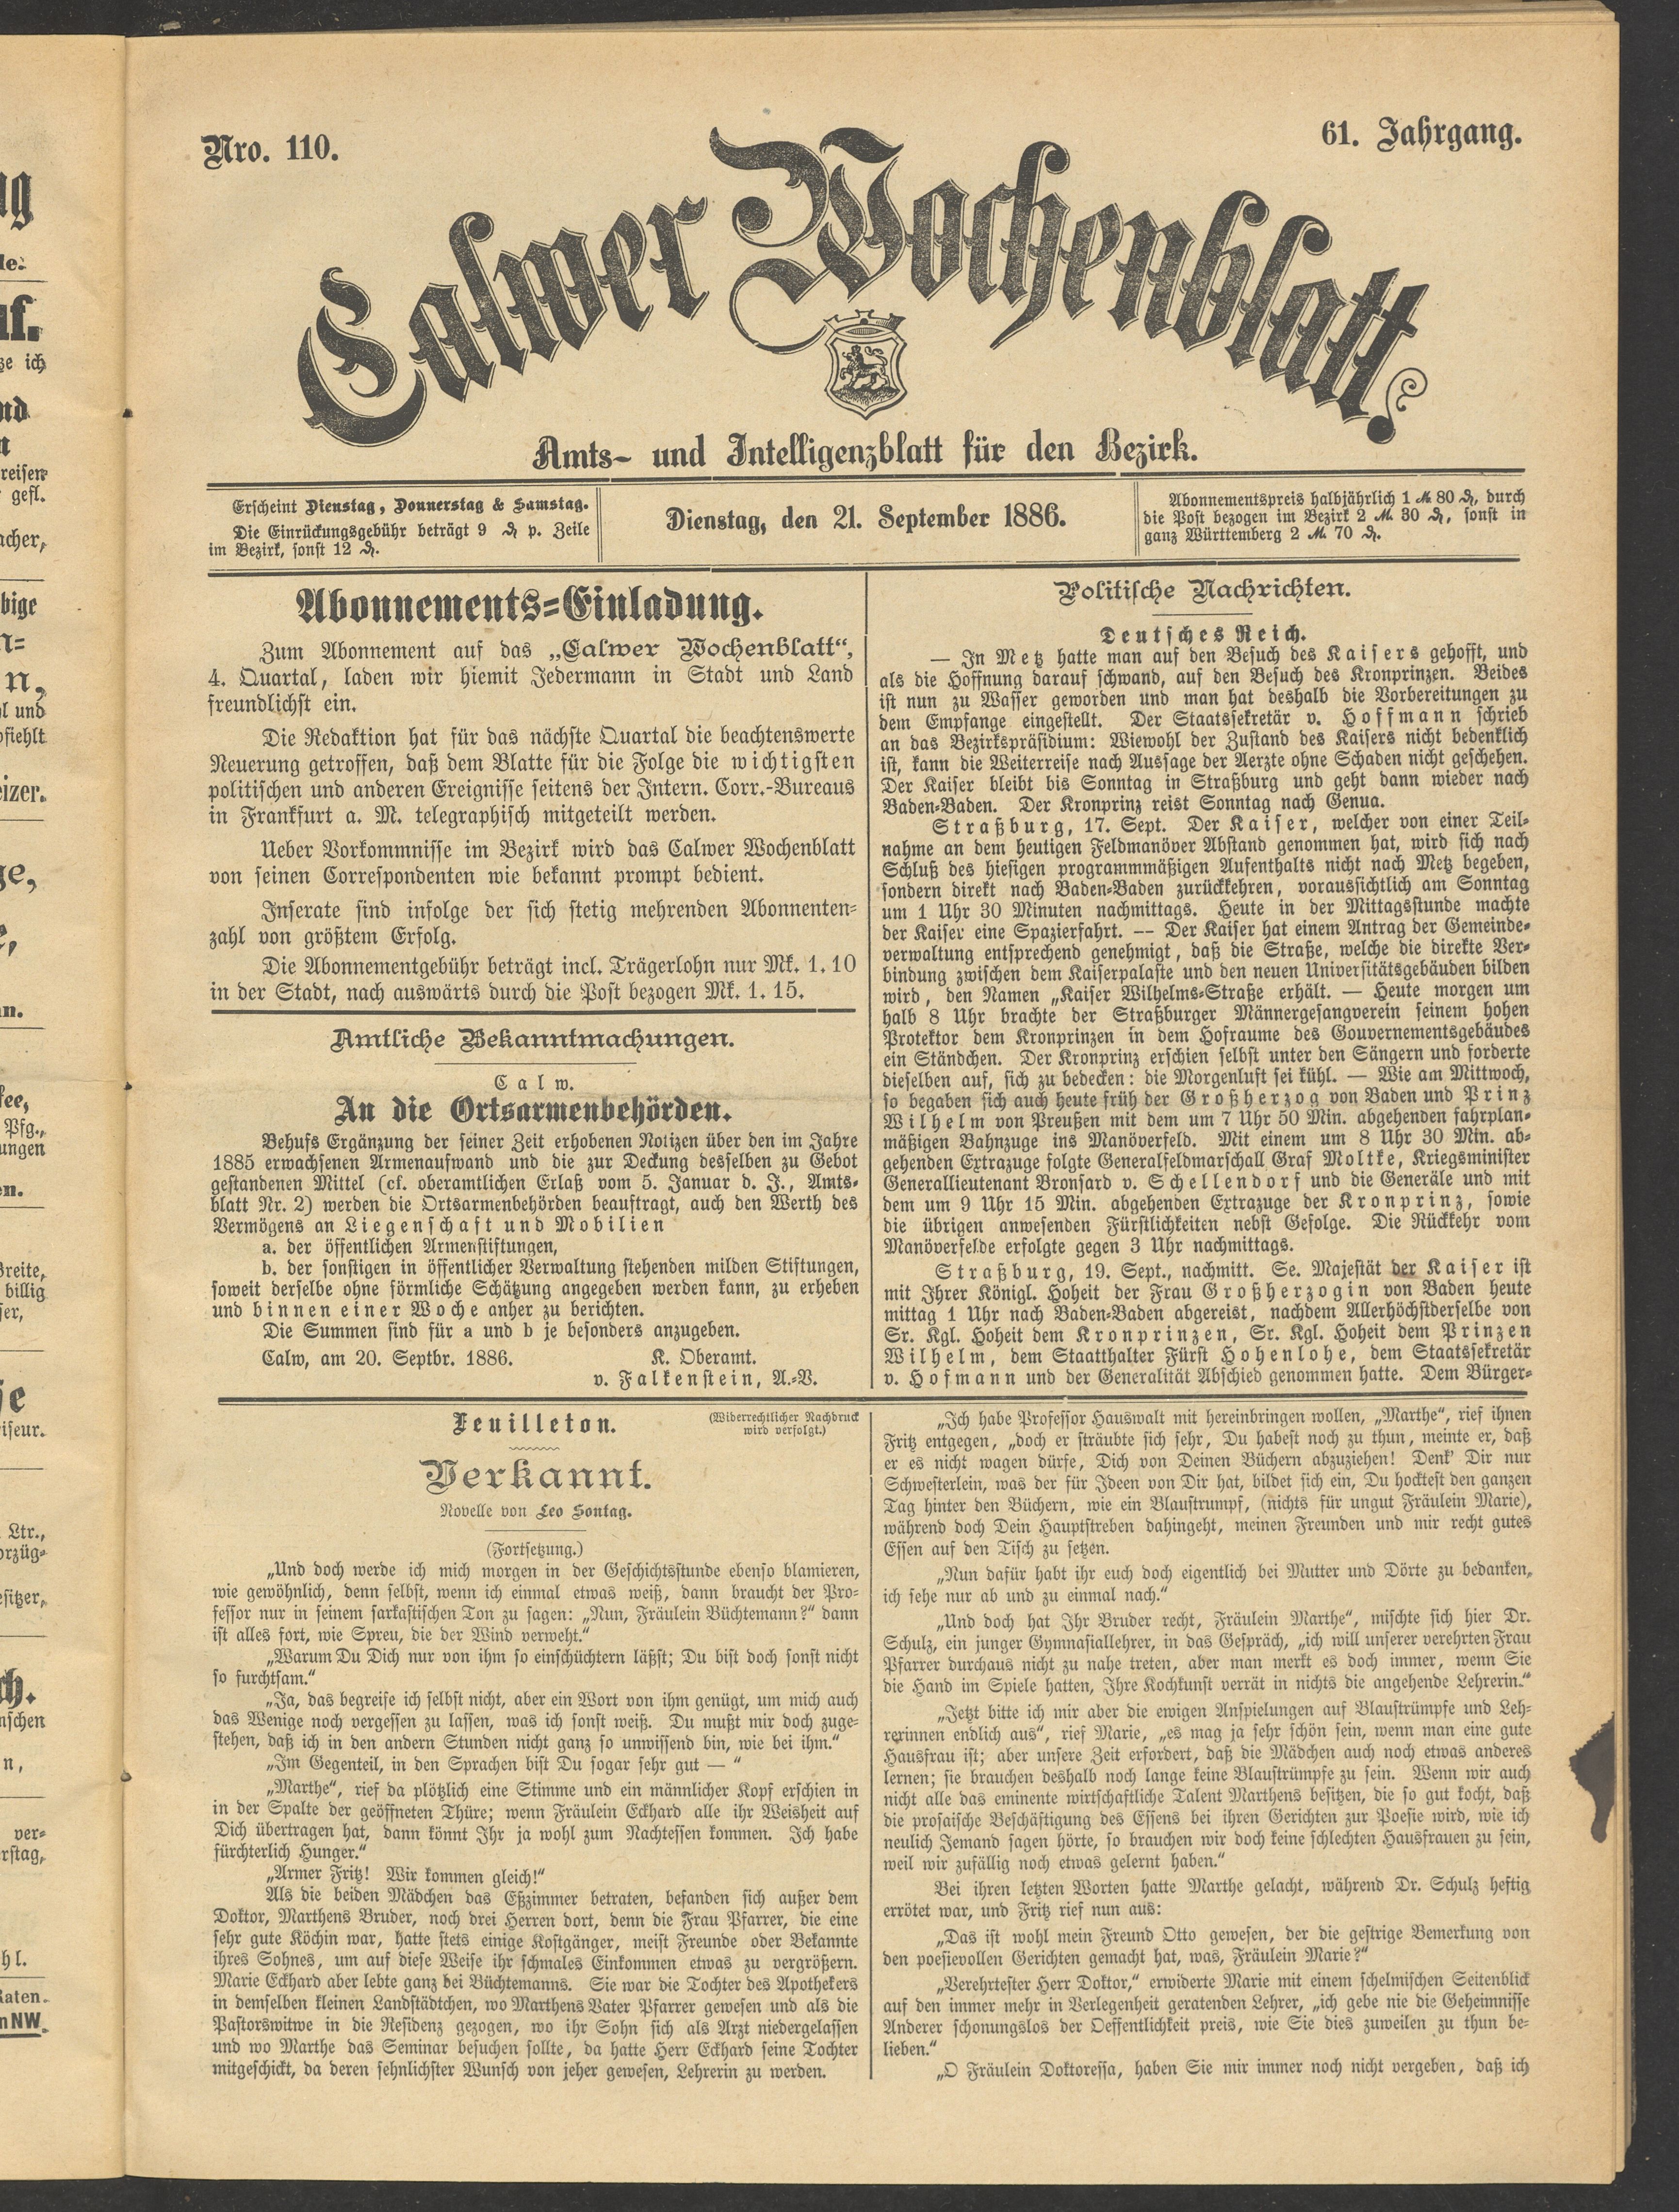 Nro. 110.
61. Jahrgang.
Calwer Wochenblatt.
Amts- und Intelligenzblatt für den Bezirk.
Erscheint Dienstag, Donnerstag & Samstag.
Die Einrückungsgebühr beträgt 9 ₰ p. Zeile
im Bezirk, sonst 12 ₰.
Dienstag, den 21. September 1886.
Abonnementspreis halbjährlich 1 ℳ 80 ₰, durch
die Post bezogen im Bezirk 2 ℳ 30 ₰, sonst in
ganz Württemberg 2 ℳ 70 ₰.
Abonnements-Einladung.
Zum Abonnement auf das „Calwer Wochenblatt“,
4. Quartal, laden wir hiemit Jedermann in Stadt und Land
freundlichst ein.
Die Redaktion hat für das nächste Quartal die beachtenswerte
Neuerung getroffen, daß dem Blatte für die Folge die wichtigsten
politischen und anderen Ereignisse seitens der Intern. Corr.-Bureaus
in Frankfurt a. M. telegraphisch mitgeteilt werden.
Ueber Vorkommnisse im Bezirk wird das Calwer Wochenblatt
von seinen Correspondenten wie bekannt prompt bedient.
Inserate sind infolge der sich stetig mehrenden Abonnenten-
zahl von größtem Erfolg.
Die Abonnementgebühr beträgt incl. Trägerlohn nur Mk. 1. 10
in der Stadt, nach auswärts durch die Post bezogen Mk. 1. 15.
Amtliche Bekanntmachungen.
Calw.
An die Ortsarmenbehörden.
Behufs Ergänzung der seiner Zeit erhobenen Notizen über den im Jahre
1885 erwachsenen Armenaufwand und die zur Deckung desselben zu Gebot
gestandenen Mittel (cf. oberamtlichen Erlaß vom 5. Januar d. J., Amts-
blatt Nr. 2) werden die Ortsarmenbehörden beauftragt, auch den Werth des
Vermögens an Liegenschaft und Mobilien
a. der öffentlichen Armenstiftungen,
b. der sonstigen in öffentlicher Verwaltung stehenden milden Stiftungen,
soweit derselbe ohne förmliche Schätzung angegeben werden kann, zu erheben
und binnen einer Woche anher zu berichten.
Die Summen sind für a und b je besonders anzugeben.
Calw, am 20. Septbr. 1886. K. Oberamt.
v. Falkenstein, A.-V.
Politische Nachrichten.
Deutsches Reich.
— In Metz hatte man auf den Besuch des Kaisers gehofft, und
als die Hoffnung darauf schwand, auf den Besuch des Kronprinzen. Beides
ist nun zu Wasser geworden und man hat deshalb die Vorbereitungen zu
dem Empfange eingestellt. Der Staatssekretär v. Hoffmann schrieb
an das Bezirkspräsidium: Wiewohl der Zustand des Kaisers nicht bedenklich
ist, kann die Weiterreise nach Aussage der Aerzte ohne Schaden nicht geschehen.
Der Kaiser bleibt bis Sonntag in Straßburg und geht dann wieder nach
Baden-Baden. Der Kronprinz reist Sonntag nach Genua.
Straßburg, 17. Sept. Der Kaiser, welcher von einer Teil-
nahme an dem heutigen Feldmanöver Abstand genommen hat, wird sich nach
Schluß des hiesigen programmmäßigen Aufenthalts nicht nach Metz begeben,
sondern direkt nach Baden-Baden zurückkehren, voraussichtlich am Sonntag
um 1 Uhr 30 Minuten nachmittags. Heute in der Mittagsstunde machte
der Kaiser eine Spazierfahrt. — Der Kaiser hat einem Antrag der Gemeinde-
verwaltung entsprechend genehmigt, daß die Straße, welche die direkte Ver-
bindung zwischen dem Kaiserpalaste und den neuen Universitätsgebäuden bilden
wird, den Namen „Kaiser Wilhelms-Straße erhält. — Heute morgen um
halb 8 Uhr brachte der Straßburger Männergesangverein seinem hohen
Protektor dem Kronprinzen in dem Hofraume des Gouvernementsgebäudes
ein Ständchen. Der Kronprinz erschien selbst unter den Sängern und forderte
dieselben auf, sich zu bedecken: die Morgenluft sei kühl. — Wie am Mittwoch,
so begaben sich auch heute früh der Großherzog von Baden und Prinz
Wilhelm von Preußen mit dem um 7 Uhr 50 Min. abgehenden fahrplan-
mäßigen Bahnzuge ins Manöverfeld. Mit einem um 8 Uhr 30 Min. ab-
gehenden Extrazuge folgte Generalfeldmarschall Graf Moltke, Kriegsminister
Generallieutenant Bronsard v. Schellendorf und die Generäle und mit
dem um 9 Uhr 15 Min. abgehenden Extrazuge der Kronprinz, sowie
die übrigen anwesenden Fürstlichkeiten nebst Gefolge. Die Rückkehr vom
Manöverfelde erfolgte gegen 3 Uhr nachmittags.
Straßburg, 19. Sept., nachmitt. Se. Majestät der Kaiser ist
mit Ihrer Königl. Hoheit der Frau Großherzogin von Baden heute
mittag 1 Uhr nach Baden-Baden abgereist, nachdem Allerhöchstderselbe von
Sr. Kgl. Hoheit dem Kronprinzen, Sr. Kgl. Hoheit dem Prinzen
Wilhelm, dem Staatthalter Fürst Hohenlohe, dem Staatssekretär
v. Hofmann und der Generalität Abschied genommen hatte. Dem Bürger-
Feuilleton.
(Widerrechtlicher Nachdruck
wird verfolgt.)
Verkannt.
Novelle von Leo Sontag.
(Fortsetzung.)
„Und doch werde ich mich morgen in der Geschichtsstunde ebenso blamieren,
wie gewöhnlich, denn selbst, wenn ich einmal etwas weiß, dann braucht der Pro-
fessor nur in seinem sarkastischen Ton zu sagen: „Nun, Fräulein Büchtemann?“ dann
ist alles fort, wie Spreu, die der Wind verweht.“
„Warum Du Dich nur von ihm so einschüchtern läßst; Du bist doch sonst nicht
so furchtsam.“
„Ja, das begreife ich selbst nicht, aber ein Wort von ihm genügt, um mich auch
das Wenige noch vergessen zu lassen, was ich sonst weiß. Du mußt mir doch zuge-
stehen, daß ich in den andern Stunden nicht ganz so unwissend bin, wie bei ihm.“
„Im Gegenteil, in den Sprachen bist Du sogar sehr gut — “
„Marthe“, rief da plötzlich eine Stimme und ein männlicher Kopf erschien in
in der Spalte der geöffneten Thüre; wenn Fräulein Eckhard alle ihr Weisheit auf
Dich übertragen hat, dann könnt Ihr ja wohl zum Nachtessen kommen. Ich habe
fürchterlich Hunger.“
„Armer Fritz! Wir kommen gleich!“
Als die beiden Mädchen das Eßzimmer betraten, befanden sich außer dem
Doktor, Marthens Bruder, noch drei Herren dort, denn die Frau Pfarrer, die eine
sehr gute Köchin war, hatte stets einige Kostgänger, meist Freunde oder Bekannte
ihres Sohnes, um auf diese Weise ihr schmales Einkommen etwas zu vergrößern.
Marie Eckhard aber lebte ganz bei Büchtemanns. Sie war die Tochter des Apothekers
in demselben kleinen Landstädtchen, wo Marthens Vater Pfarrer gewesen und als die
Pastorswitwe in die Residenz gezogen, wo ihr Sohn sich als Arzt niedergelassen
und wo Marthe das Seminar besuchen sollte, da hatte Herr Eckhard seine Tochter
mitgeschickt, da deren sehnlichster Wunsch von jeher gewesen, Lehrerin zu werden.
„Ich habe Professor Hauswalt mit hereinbringen wollen, „Marthe“, rief ihnen
Fritz entgegen, „doch er sträubte sich sehr, Du habest noch zu thun, meinte er, daß
er es nicht wagen dürfe, Dich von Deinen Büchern abzuziehen! Denk' Dir nur
Schwesterlein, was der für Ideen von Dir hat, bildet sich ein, Du hocktest den ganzen
Tag hinter den Büchern, wie ein Blaustrumpf, (nichts für ungut Fräulein Marie),
während doch Dein Hauptstreben dahingeht, meinen Freunden und mir recht gutes
Essen auf den Tisch zu setzen.
„Nun dafür habt ihr euch doch eigentlich bei Mutter und Dörte zu bedanken,
ich sehe nur ab und zu einmal nach.“
„Und doch hat Ihr Bruder recht, Fräulein Marthe“, mischte sich hier Dr.
Schulz, ein junger Gymnasiallehrer, in das Gespräch, „ich will unserer verehrten Frau
Pfarrer durchaus nicht zu nahe treten, aber man merkt es doch immer, wenn Sie
die Hand im Spiele hatten, Ihre Kochkunst verrät in nichts die angehende Lehrerin.“
„Jetzt bitte ich mir aber die ewigen Anspielungen auf Blaustrümpfe und Leh-
rerinnen endlich aus“, rief Marie, „es mag ja sehr schön sein, wenn man eine gute
Hausfrau ist; aber unsere Zeit erfordert, daß die Mädchen auch noch etwas anderes
lernen; sie brauchen deshalb noch lange keine Blaustrümpfe zu sein. Wenn wir auch
nicht alle das eminente wirtschaftliche Talent Marthens besitzen, die so gut kocht, daß
die prosaische Beschäftigung des Essens bei ihren Gerichten zur Poesie wird, wie ich
neulich Jemand sagen hörte, so brauchen wir doch keine schlechten Hausfrauen zu sein,
weil wir zufällig noch etwas gelernt haben.“
Bei ihren letzten Worten hatte Marthe gelacht, während Dr. Schulz heftig
errötet war, und Fritz rief nun aus:
„Das ist wohl mein Freund Otto gewesen, der die gestrige Bemerkung von
den poesievollen Gerichten gemacht hat, was, Fräulein Marie?“
„Verehrtester Herr Doktor,“ erwiderte Marie mit einem schelmischen Seitenblick
auf den immer mehr in Verlegenheit geratenden Lehrer, „ich gebe nie die Geheimnisse
Anderer schonungslos der Oeffentlichkeit preis, wie Sie dies zuweilen zu thun be-
lieben.“
„O Fräulein Doktoressa, haben Sie mir immer noch nicht vergeben, daß ich